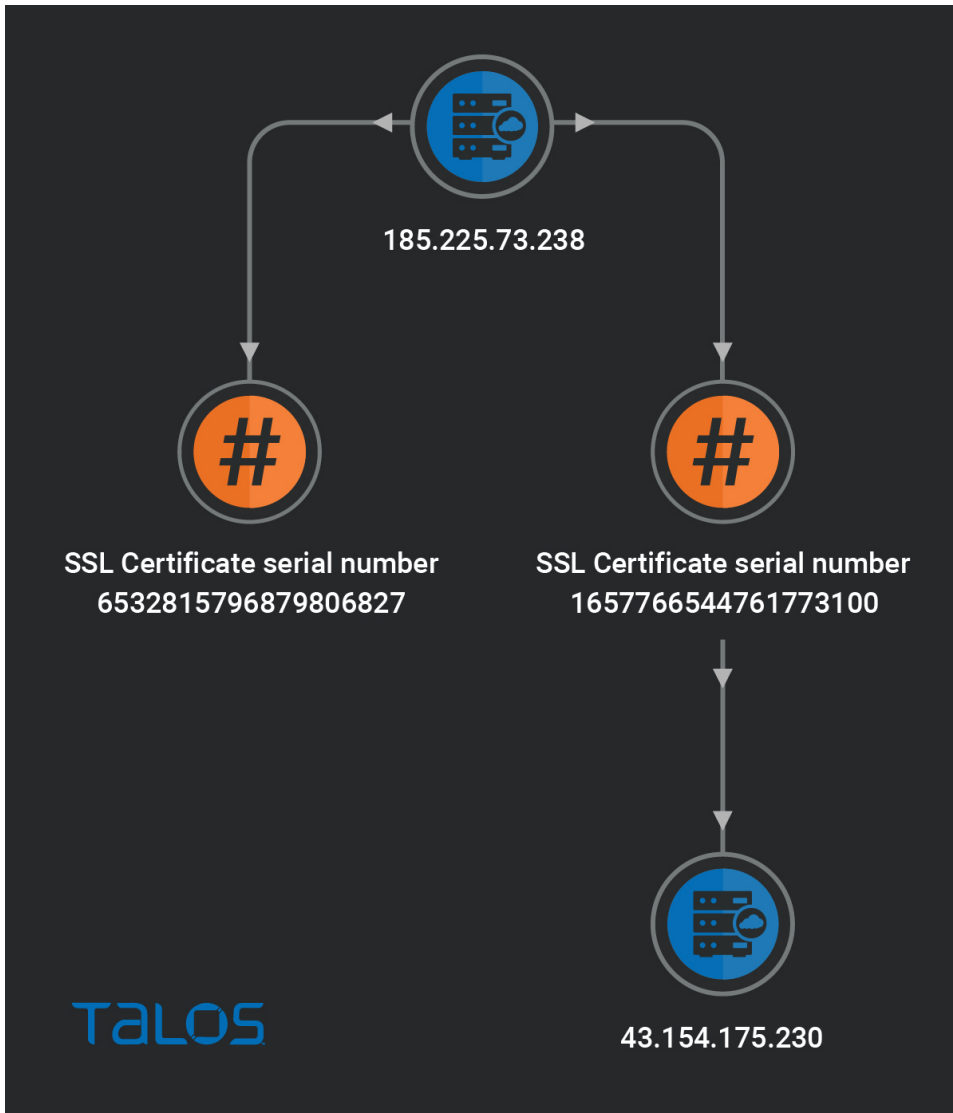 185.225.73.238
#
#
SSL Certificate serial number
6532815796879806827
SSL Certificate serial number
1657766544761773100
43.154.175.230
TALOS